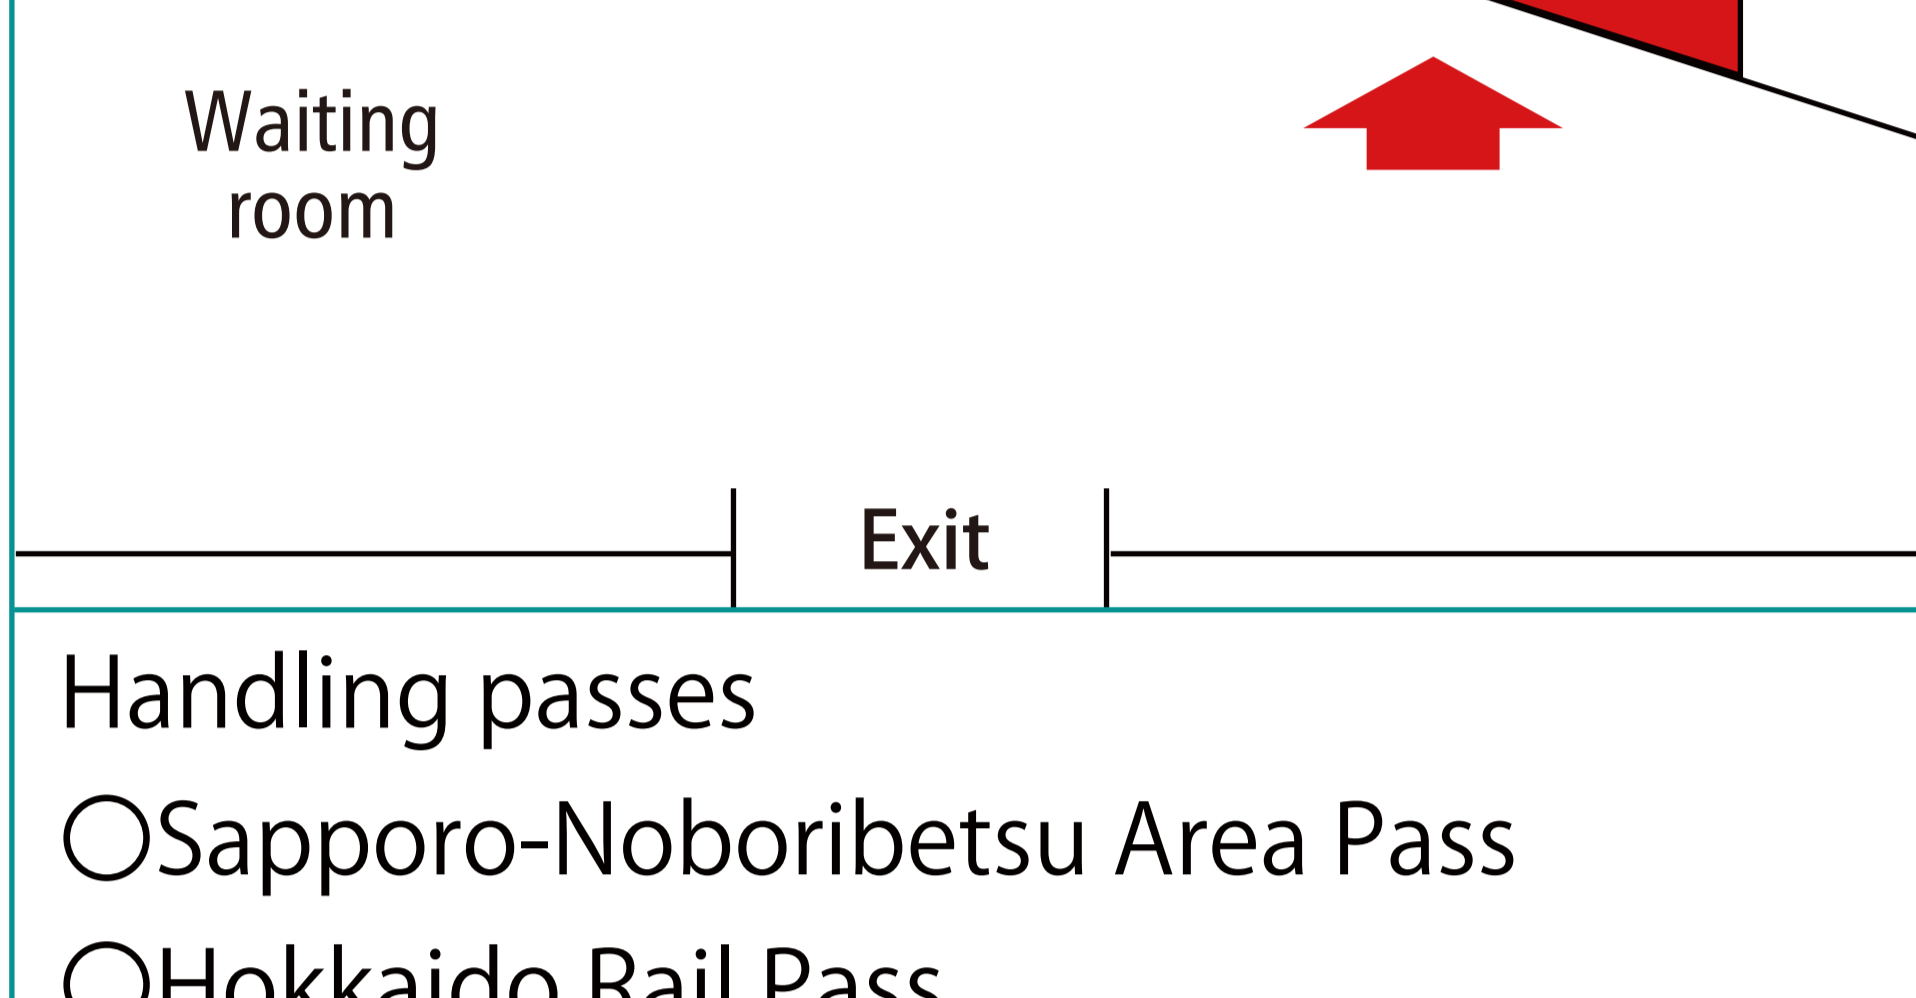 Waiting
room
Exit
Handling passes
○Sapporo-Noboribetsu Area Pass
○Hokkaido Rail Pass